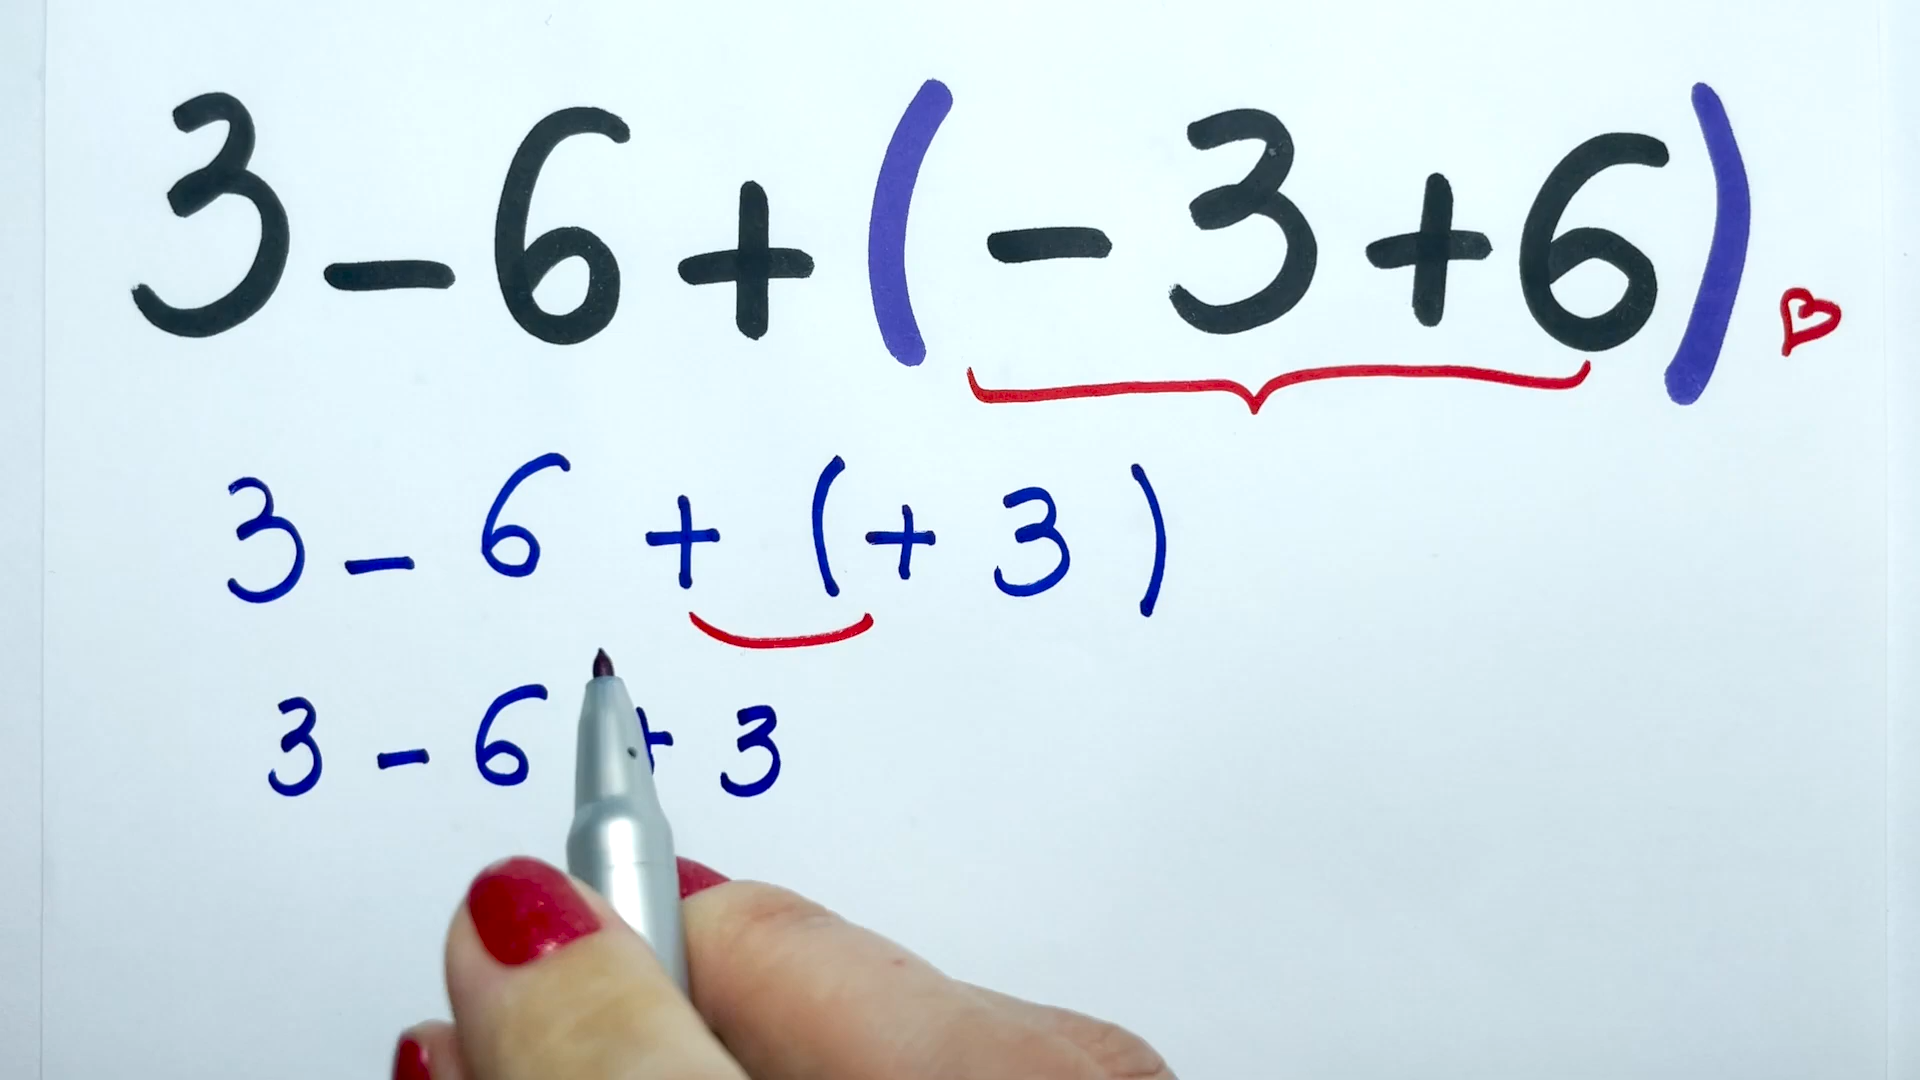 3 - 6 + ( - 3 + 6 )
3 - 6 + ( + 3 )
3 - 6 + 3